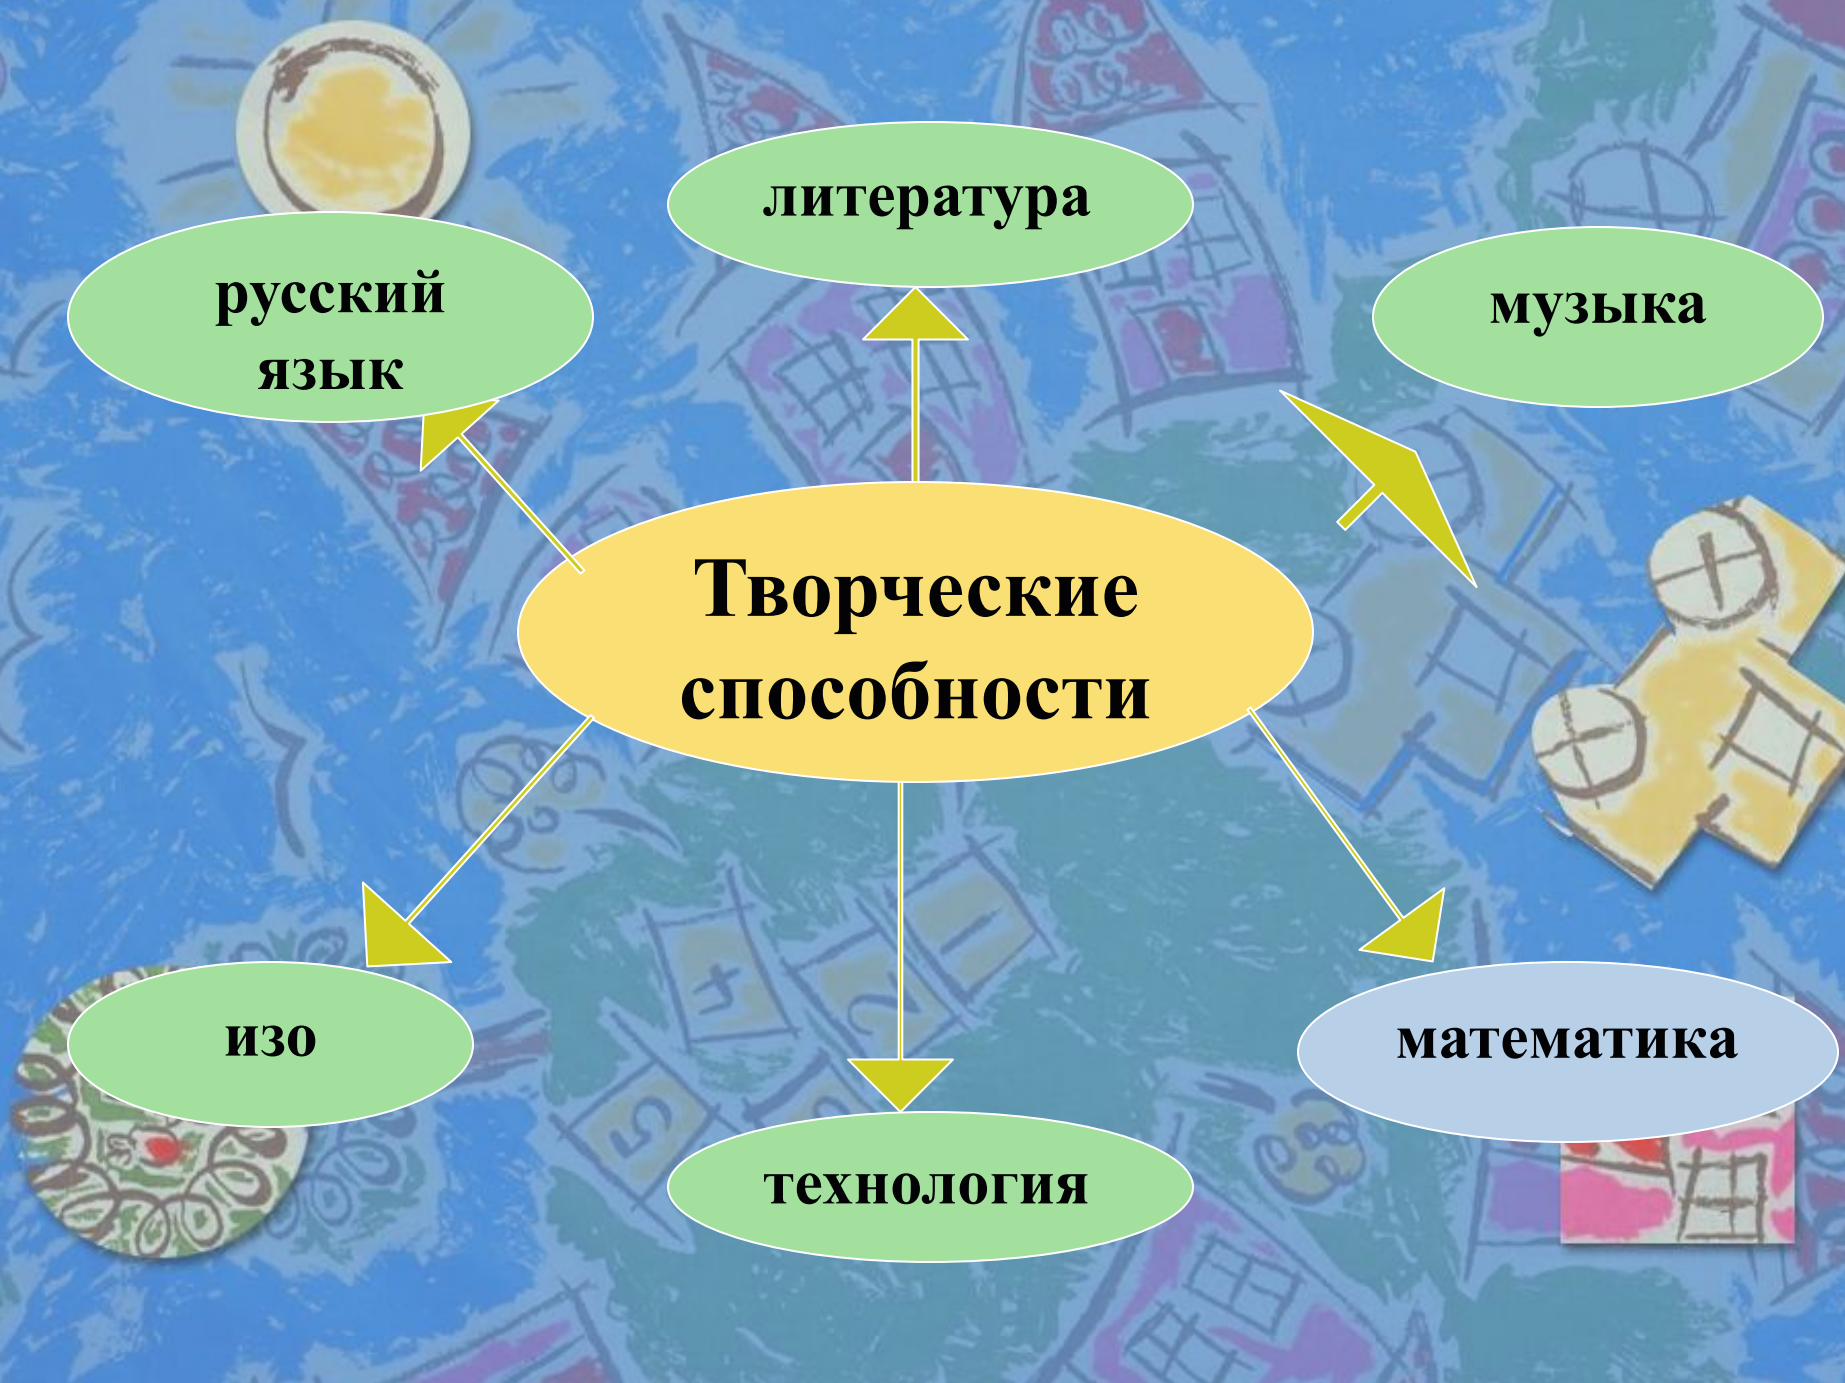 литература
русский
язык
музыка
Творческие
способности
изо
математика
технология